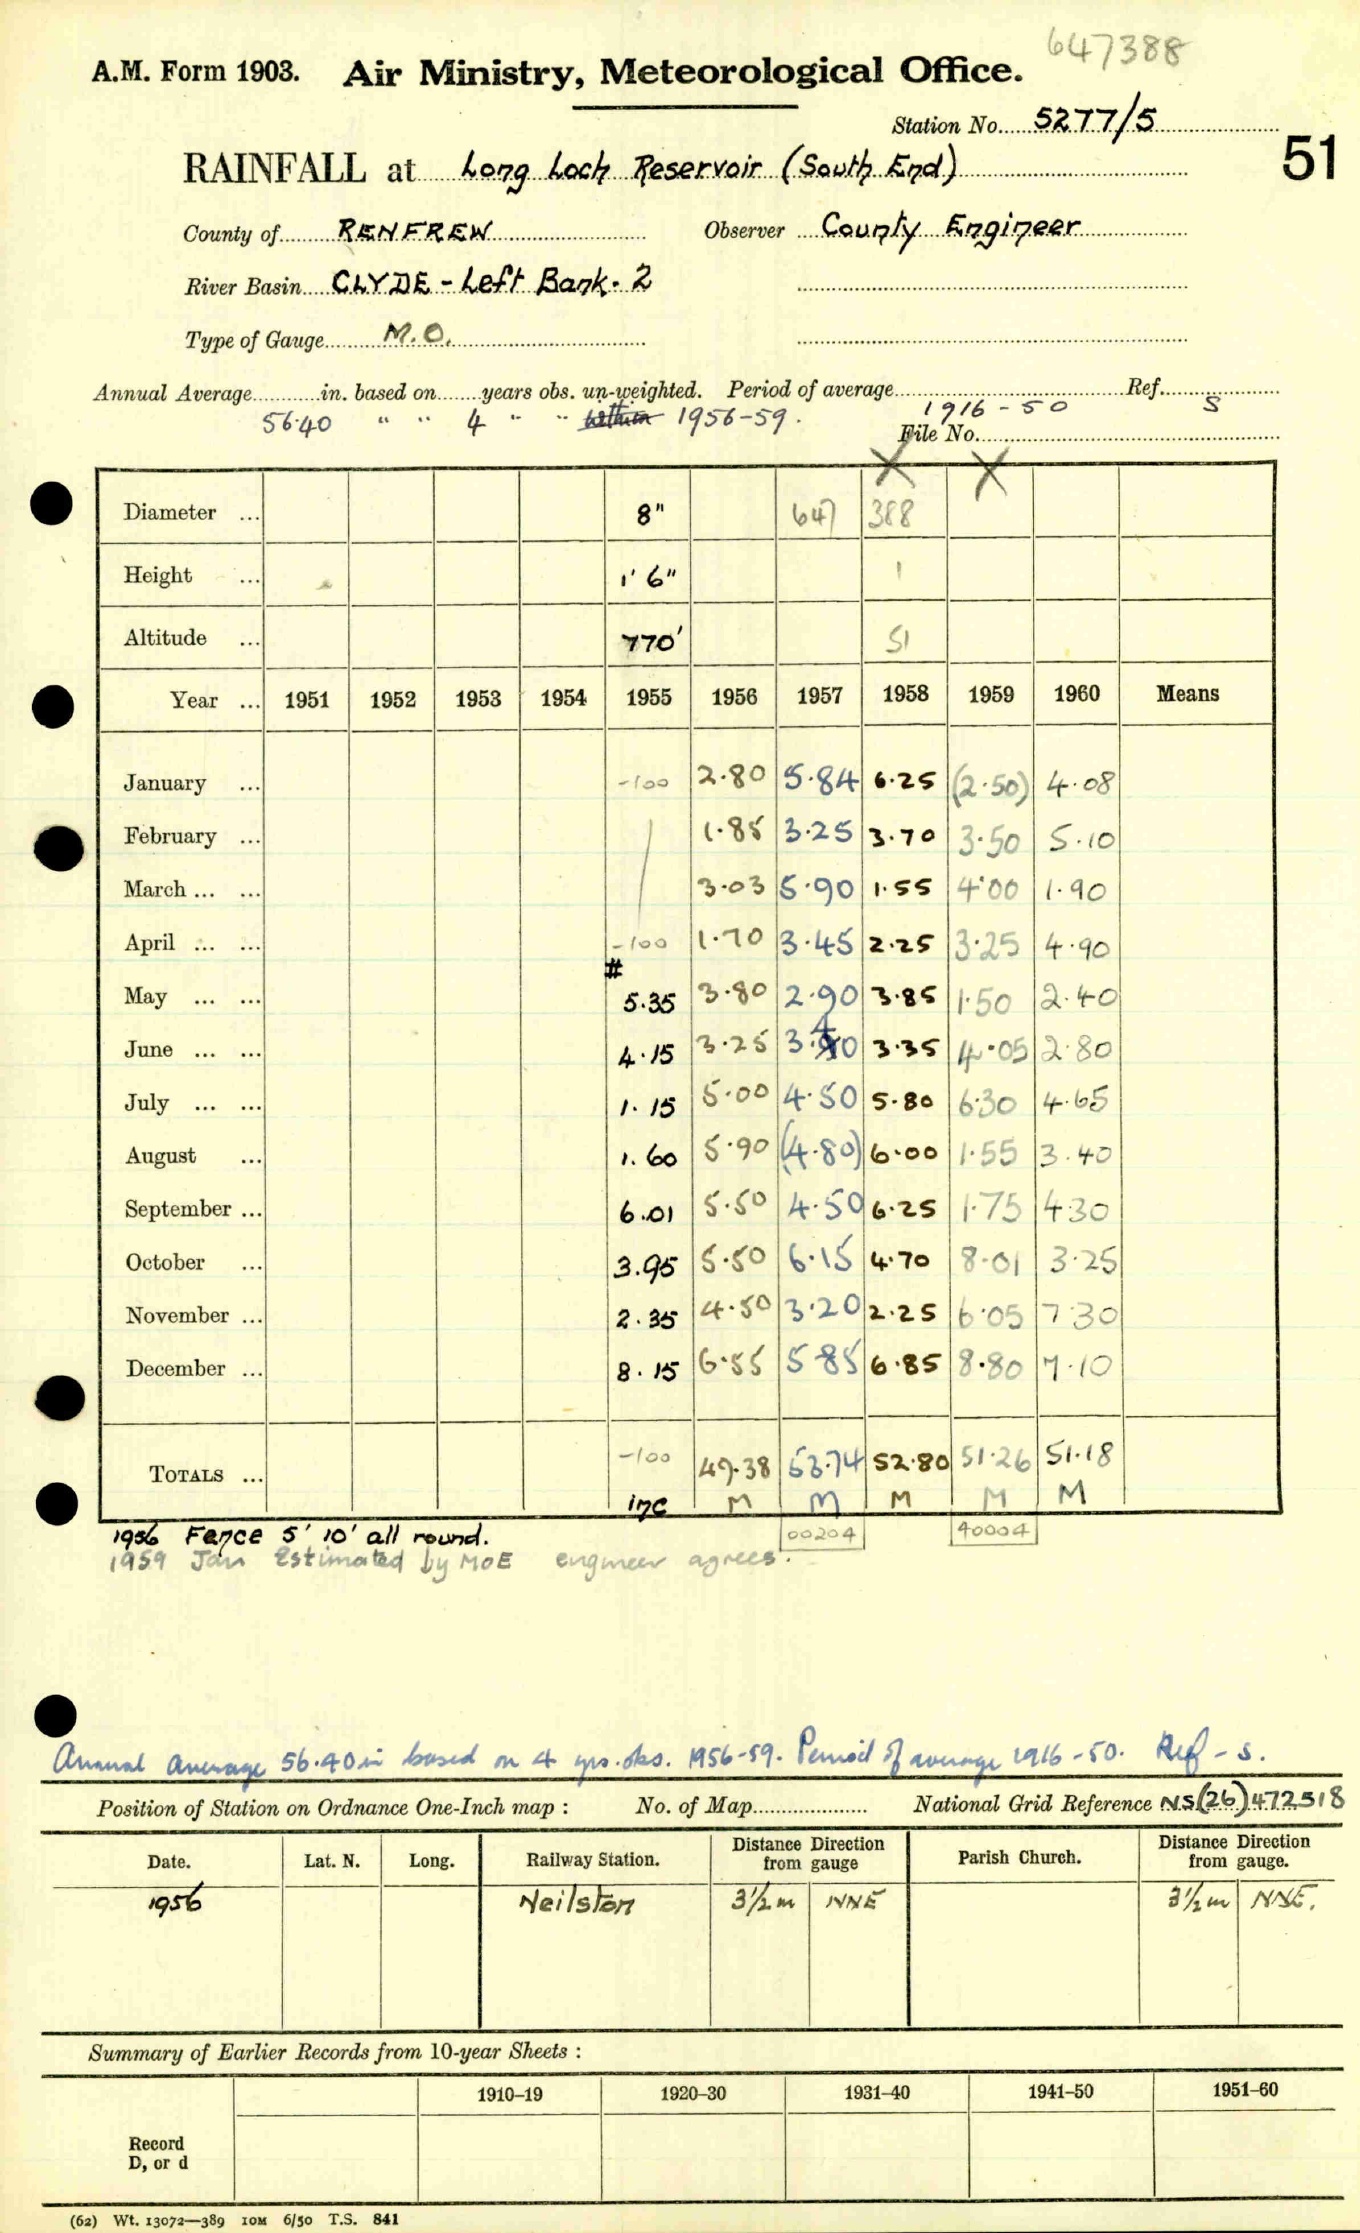 647388
A.M. Form 1903. Air Ministry, Meteorological Office.
Station No. 5277/5
51
RAINFALL at Long Loch Reservoir (South End)
County of RENFREW Observer County Engineer
River Basin CLYDE - Left Bank. 2
Type of Gauge M.O.
Annual Average in. based on years obs. un-weighted. Period of average Ref. S
56.40 " " 4 " " 1956-59. 1916-50
File No.
X X
Diameter ... 8" 647 388
Height ... 1' 6" 1
Altitude ... 770' 51
Year ... 1951 1952 1953 1954 1955 1956 1957 1958 1959 1960 Means
January ... -100 2.80 5.84 6.25 (2.50) 4.08
February ... 1.85 3.25 3.70 3.50 5.10
March ... ... 3.03 5.90 1.55 4.00 1.90
April ... ... -100 1.70 3.45 2.25 3.25 4.90
#
May ... ... 5.35 3.80 2.90 3.85 1.50 2.40
June ... ... 4.15 3.25 3.40 3.35 4.05 2.80
July ... ... 1.15 5.00 4.50 5.80 6.30 4.65
August ... 1.60 5.90 (4.80) 6.00 1.55 3.40
September ... 6.01 5.50 4.50 6.25 1.75 4.30
October ... 3.95 5.50 6.15 4.70 8.01 3.25
November ... 2.35 4.50 3.20 2.25 6.05 7.30
December ... 8.15 6.55 5.85 6.85 8.80 7.10
TOTALS ... -100 49.38 53.74 52.80 51.26 51.18
inc M M M M M
00204 40004
1956 Fence 5' 10' all round.
1959 Jan Estimated by MOE engineer agrees.
Annual average 56.40 in based on 4 yrs. obs. 1956-59. Period of average 1916-50. Ref - S.
Position of Station on Ordnance One-Inch map : No. of Map National Grid Reference NS(26)472518
Date. Lat. N. Long. Railway Station. Distance Direction from gauge Parish Church. Distance Direction from gauge.
1956 Neilston 3½m NNE 3½m NNE.
Summary of Earlier Records from 10-year Sheets :
1910–19 1920–30 1931–40 1941–50 1951–60
Record
D, or d
(62) Wt. 13072—389 10M 6/50 T.S. 841